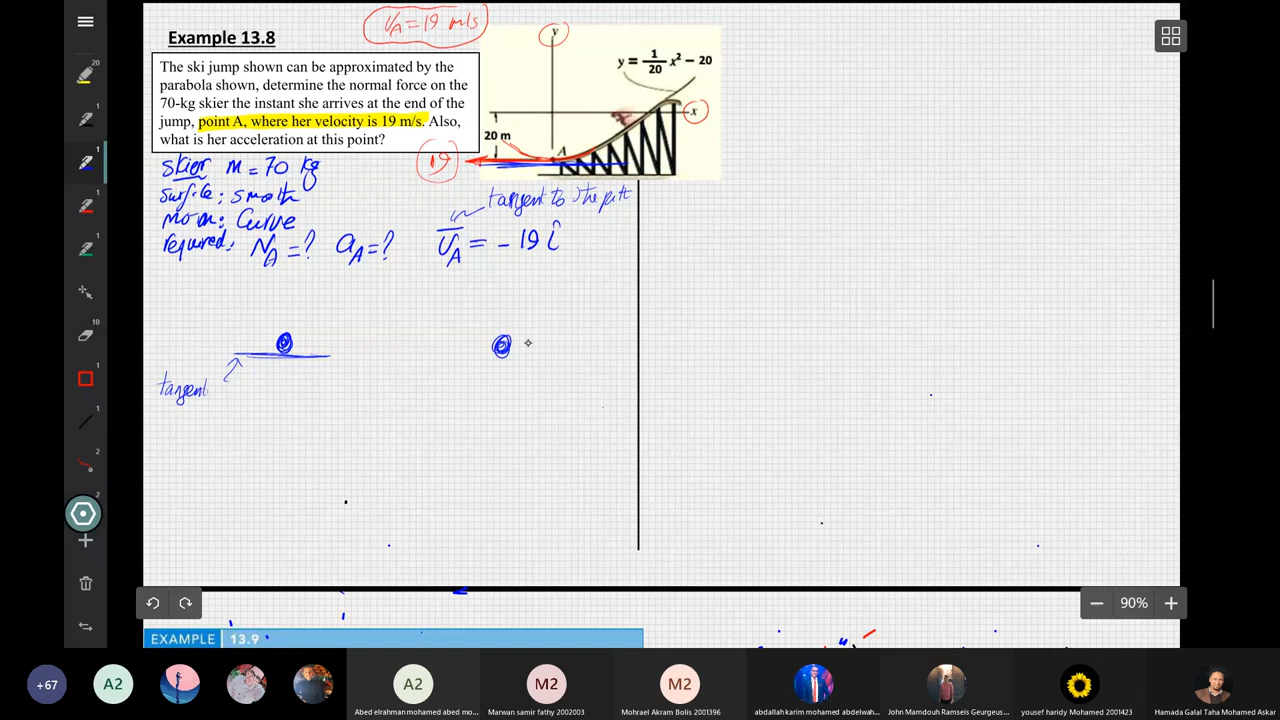 Example 13.8
The ski jump shown can be approximated by the
parabola shown, determine the normal force on the
70-kg skier the instant she arrives at the end of the
jump, point A, where her velocity is 19 m/s. Also,
what is her acceleration at this point?
υA = 19 m/s
y
y = 1/20 x² − 20
x
20 m
A
19
skier m = 70 kg
surface: smooth
required: NA = ? aA = ?
tangent to the path
υA = − 19 î
tangent
90%
EXAMPLE 13.9
+67
A2
A2
M2
M2
Abed elrahman mohamed abed mo...
Marwan samir fathy 2002003
Mohrael Akram Bolis 2001396
abdallah karim mohamed abdelwah...
John Mamdouh Ramseis Georgeus...
yousef haridy Mohamed 2001423
Hamada Galal Taha Mohamed Askar